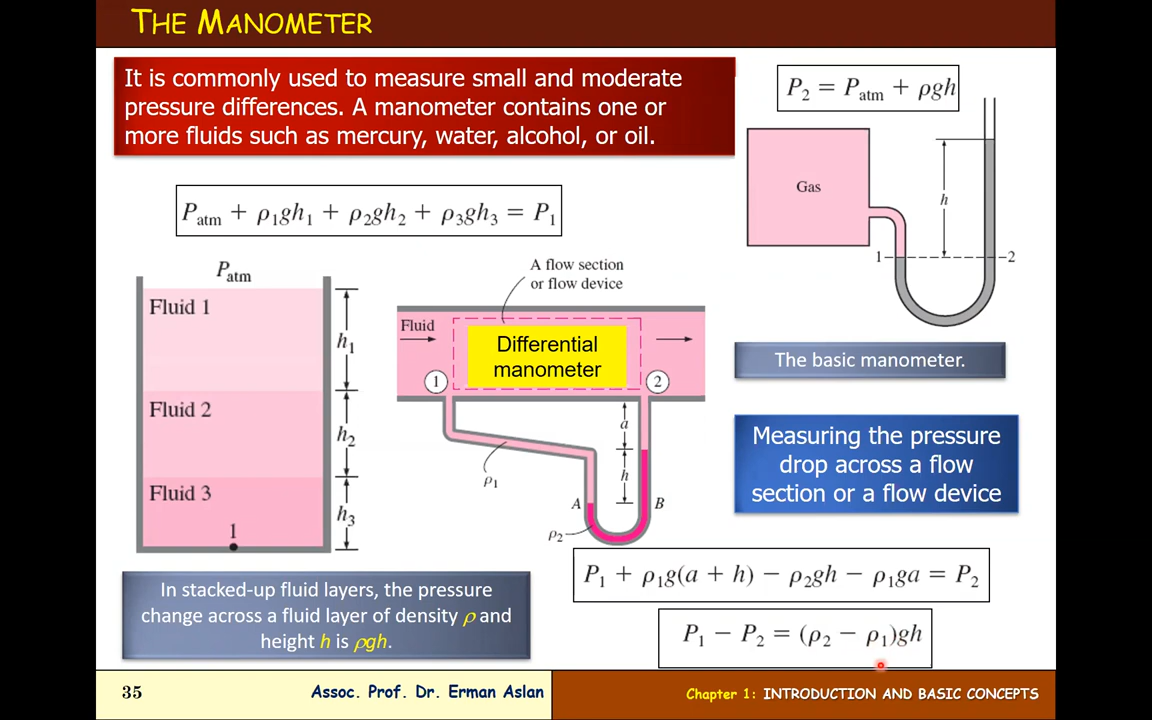 THE MANOMETER
It is commonly used to measure small and moderate
pressure differences. A manometer contains one or
more fluids such as mercury, water, alcohol, or oil.
P₂ = Pₐₜₘ + ρgh
Gas
h
1
2
The basic manometer.
Pₐₜₘ + ρ₁gh₁ + ρ₂gh₂ + ρ₃gh₃ = P₁
Pₐₜₘ
Fluid 1
h₁
Fluid 2
h₂
Fluid 3
h₃
1
In stacked-up fluid layers, the pressure
change across a fluid layer of density ρ and
height h is ρgh.
A flow section
or flow device
Fluid
Differential
manometer
1
2
a
h
ρ₁
A
B
ρ₂
Measuring the pressure
drop across a flow
section or a flow device
P₁ + ρ₁g(a + h) − ρ₂gh − ρ₁ga = P₂
P₁ − P₂ = (ρ₂ − ρ₁)gh
35
Assoc. Prof. Dr. Erman Aslan
Chapter 1: INTRODUCTION AND BASIC CONCEPTS